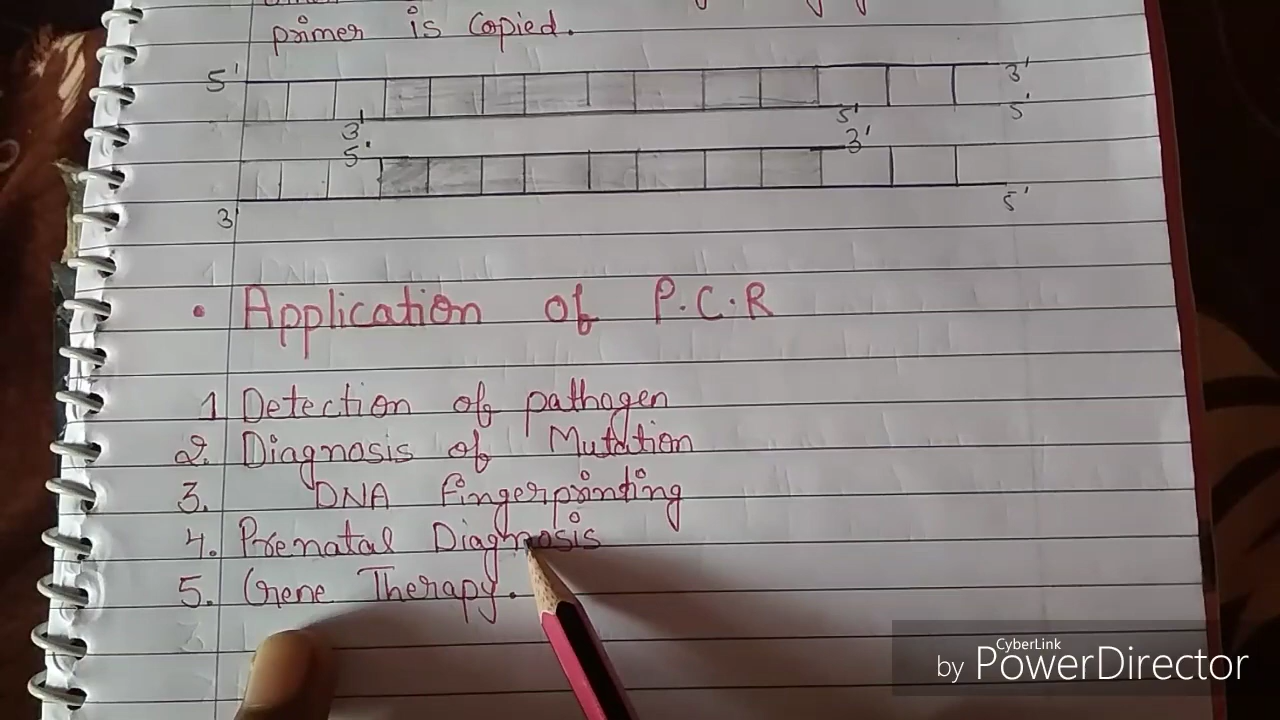 primer is Copied.
5' 3'
3' 5' 5'
5' 3'
3 5'
• Application of P.C.R
1 Detection of pathogen
2. Diagnosis of Mutation
3. DNA fingerprinting
4. Prenatal Diagnosis
5. Gene Therapy.
CyberLink
by PowerDirector